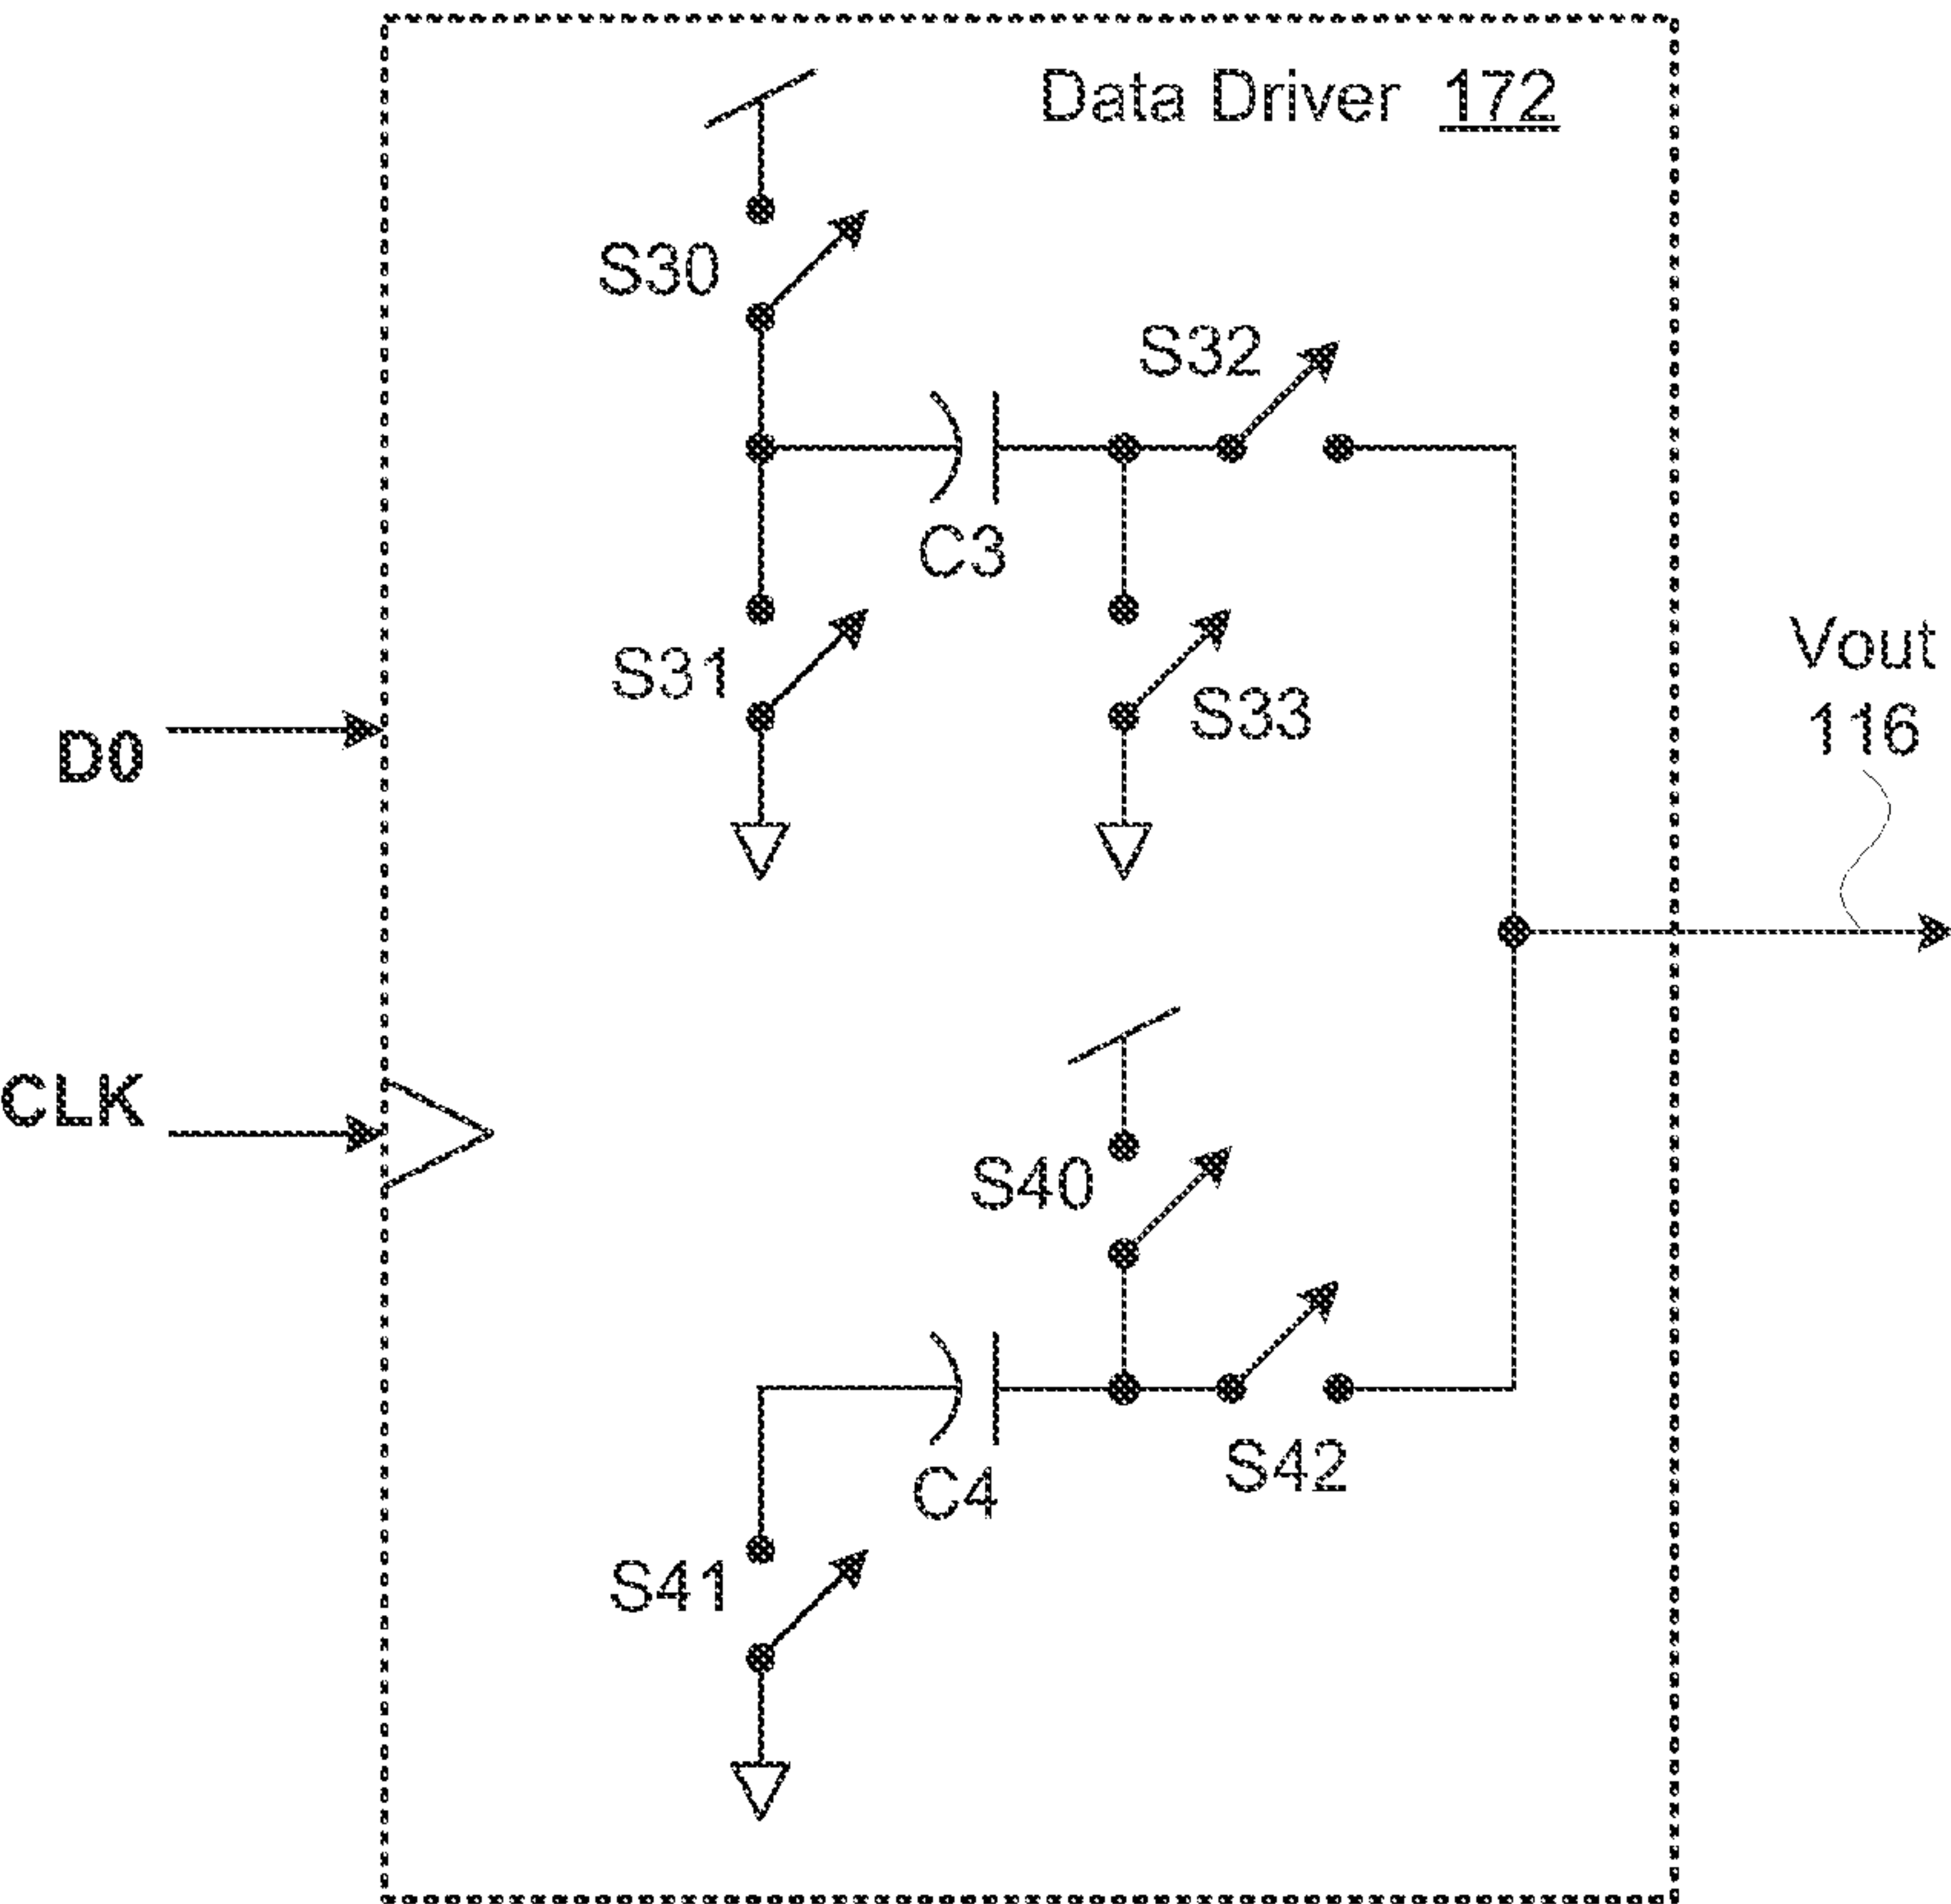 Data Driver 172
S30
S32
C3
S31
S33
Vout
116
D0
CLK
S40
C4
S42
S41